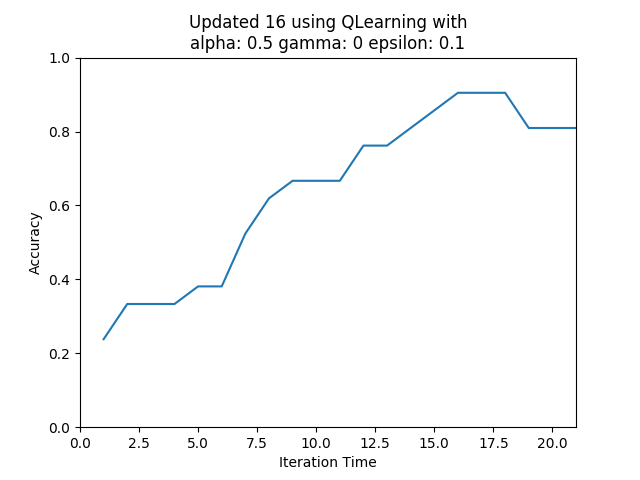 Updated 16 using QLearning with
alpha: 0.5 gamma: 0 epsilon: 0.1
1.0
0.8
0.6
0.4
0.2
0.0
Accuracy
0.0 2.5 5.0 7.5 10.0 12.5 15.0 17.5 20.0
Iteration Time